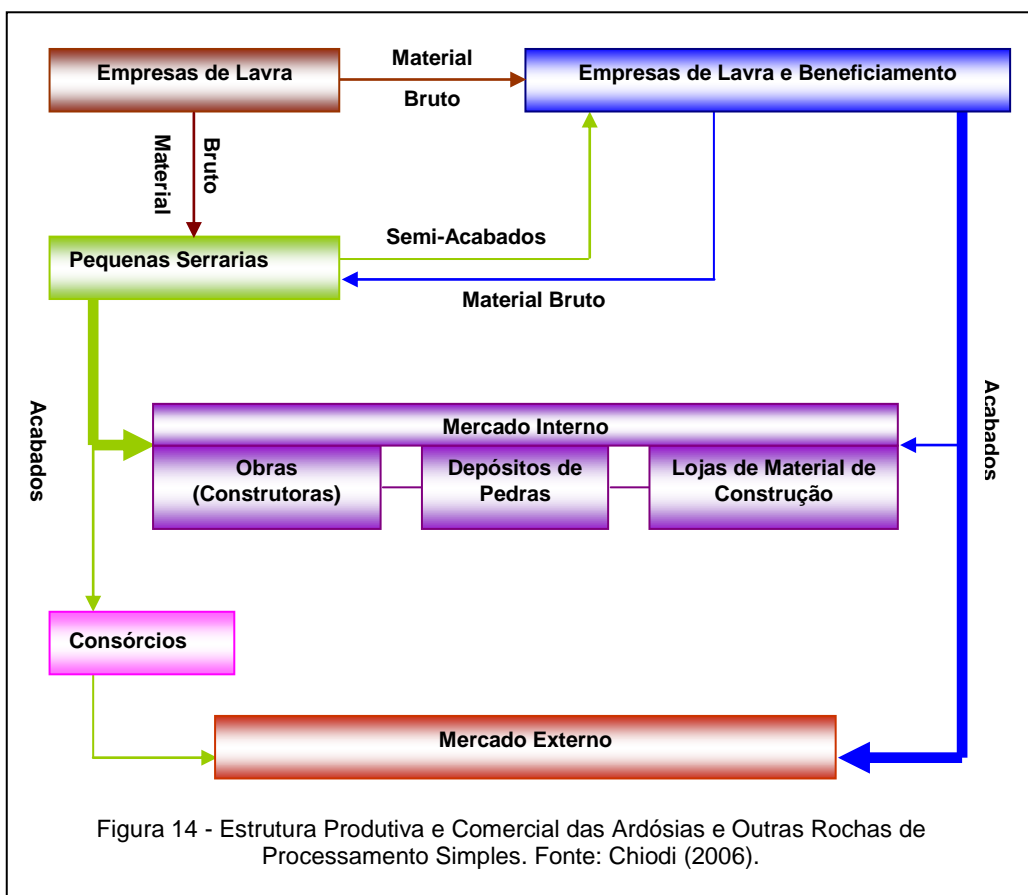 Empresas de Lavra
Material
Bruto
Empresas de Lavra e Beneficiamento
Bruto
Material
Pequenas Serrarias
Semi-Acabados
Material Bruto
Acabados
Acabados
Mercado Interno
Obras
(Construtoras)
Depósitos de
Pedras
Lojas de Material de
Construção
Consórcios
Mercado Externo
Figura 14 - Estrutura Produtiva e Comercial das Ardósias e Outras Rochas de
Processamento Simples. Fonte: Chiodi (2006).